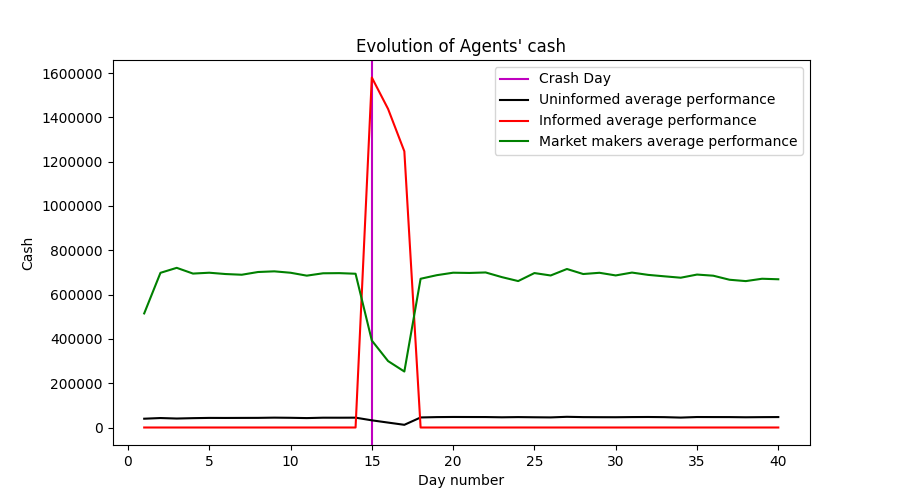 Evolution of Agents' cash
Crash Day
Uninformed average performance
Informed average performance
Market makers average performance
Cash
1600000
1400000
1200000
1000000
800000
600000
400000
200000
0
0 5 10 15 20 25 30 35 40
Day number